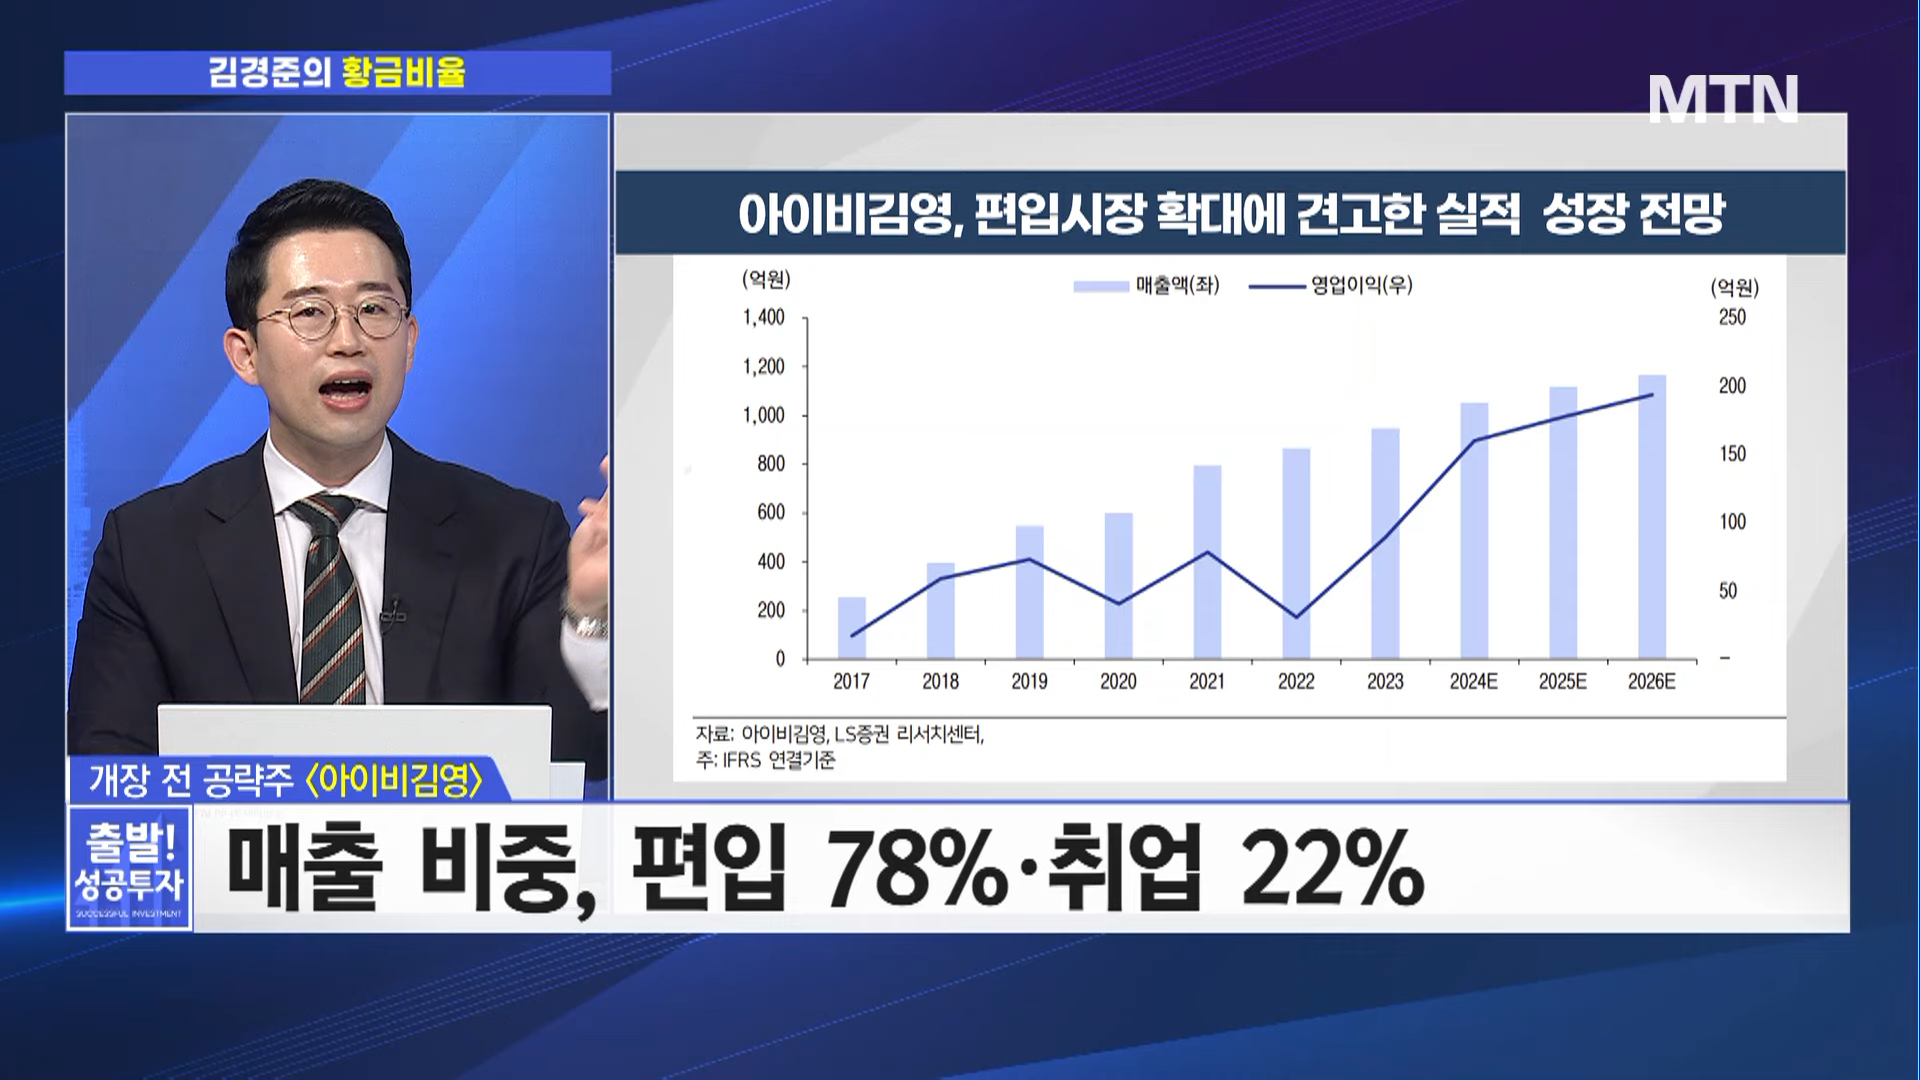 김경준의 황금비율
MTN
아이비김영, 편입시장 확대에 견고한 실적 성장 전망
(억원)
매출액(좌)
영업이익(우)
(억원)
1,400
1,200
1,000
800
600
400
200
0
250
200
150
100
50
–
2017 2018 2019 2020 2021 2022 2023 2024E 2025E 2026E
자료: 아이비김영, LS증권 리서치센터,
주: IFRS 연결기준
개장 전 공략주 〈아이비김영〉
출발!
성공투자
SUCCESSFUL INVESTMENT
매출 비중, 편입 78%·취업 22%